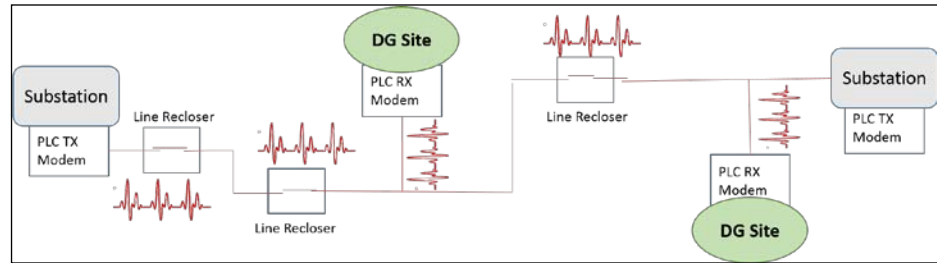 Substation
PLC TX
Modem
Line Recloser
Line Recloser
DG Site
PLC RX
Modem
Line Recloser
PLC RX
Modem
DG Site
Substation
PLC TX
Modem